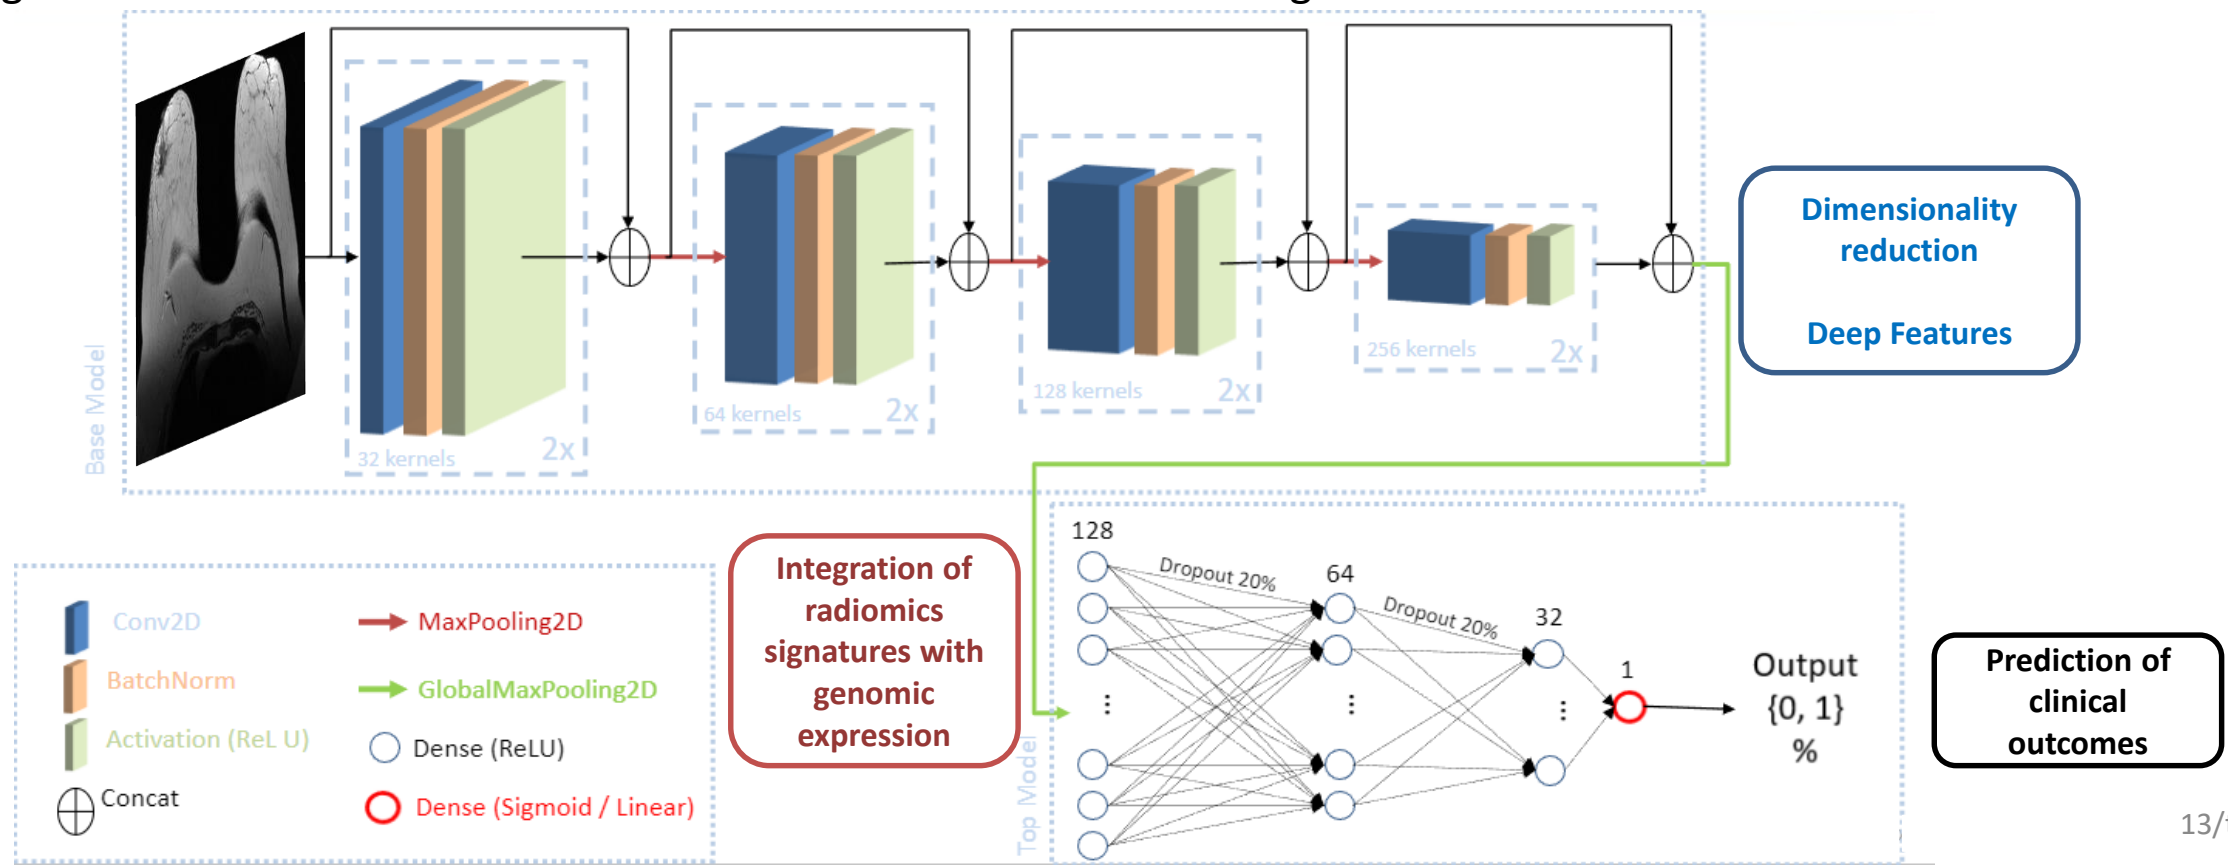 Base Model
32 kernels
2x
64 kernels
2x
128 kernels
2x
256 kernels
2x
Dimensionality
reduction
Deep Features
Conv2D
BatchNorm
Activation (ReL U)
Concat
MaxPooling2D
GlobalMaxPooling2D
Dense (ReLU)
Dense (Sigmoid / Linear)
Integration of
radiomics
signatures with
genomic
expression
Top Model
128
Dropout 20%
64
Dropout 20%
32
1
Output
{0, 1}
%
Prediction of
clinical
outcomes
13/